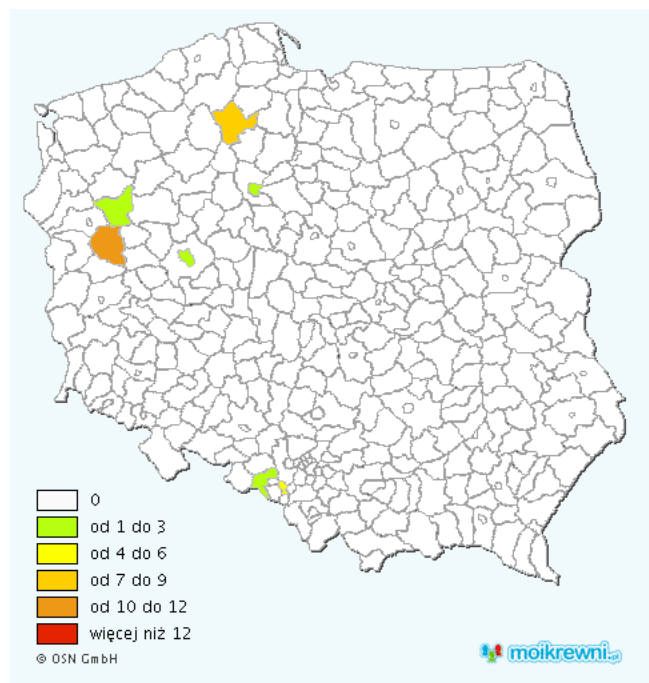 0
od 1 do 3
od 4 do 6
od 7 do 9
od 10 do 12
więcej niż 12
© OSN GmbH
moikrewni.pl